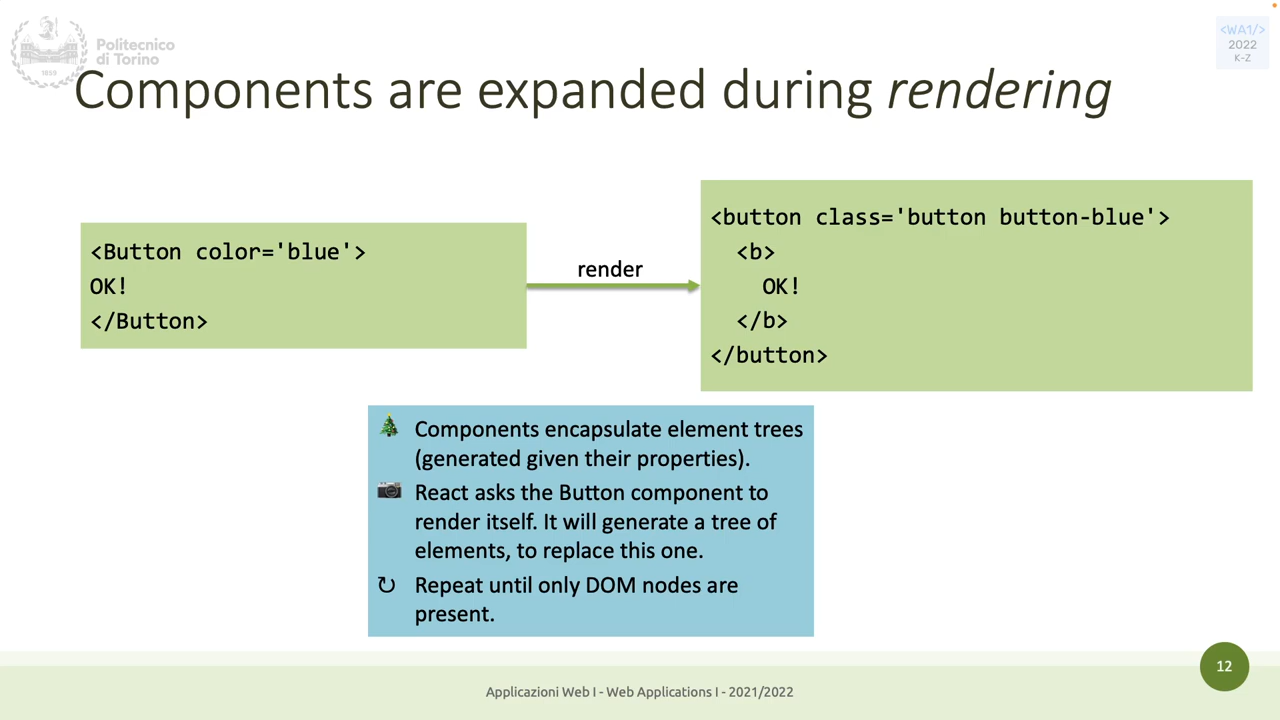 Politecnico
di Torino
1859
<WA1/>
2022
K-Z
Components are expanded during rendering
<Button color='blue'>
OK!
</Button>
render
<button class='button button-blue'>
<b>
OK!
</b>
</button>
Components encapsulate element trees
(generated given their properties).
React asks the Button component to
render itself. It will generate a tree of
elements, to replace this one.
Repeat until only DOM nodes are
present.
12
Applicazioni Web I - Web Applications I - 2021/2022